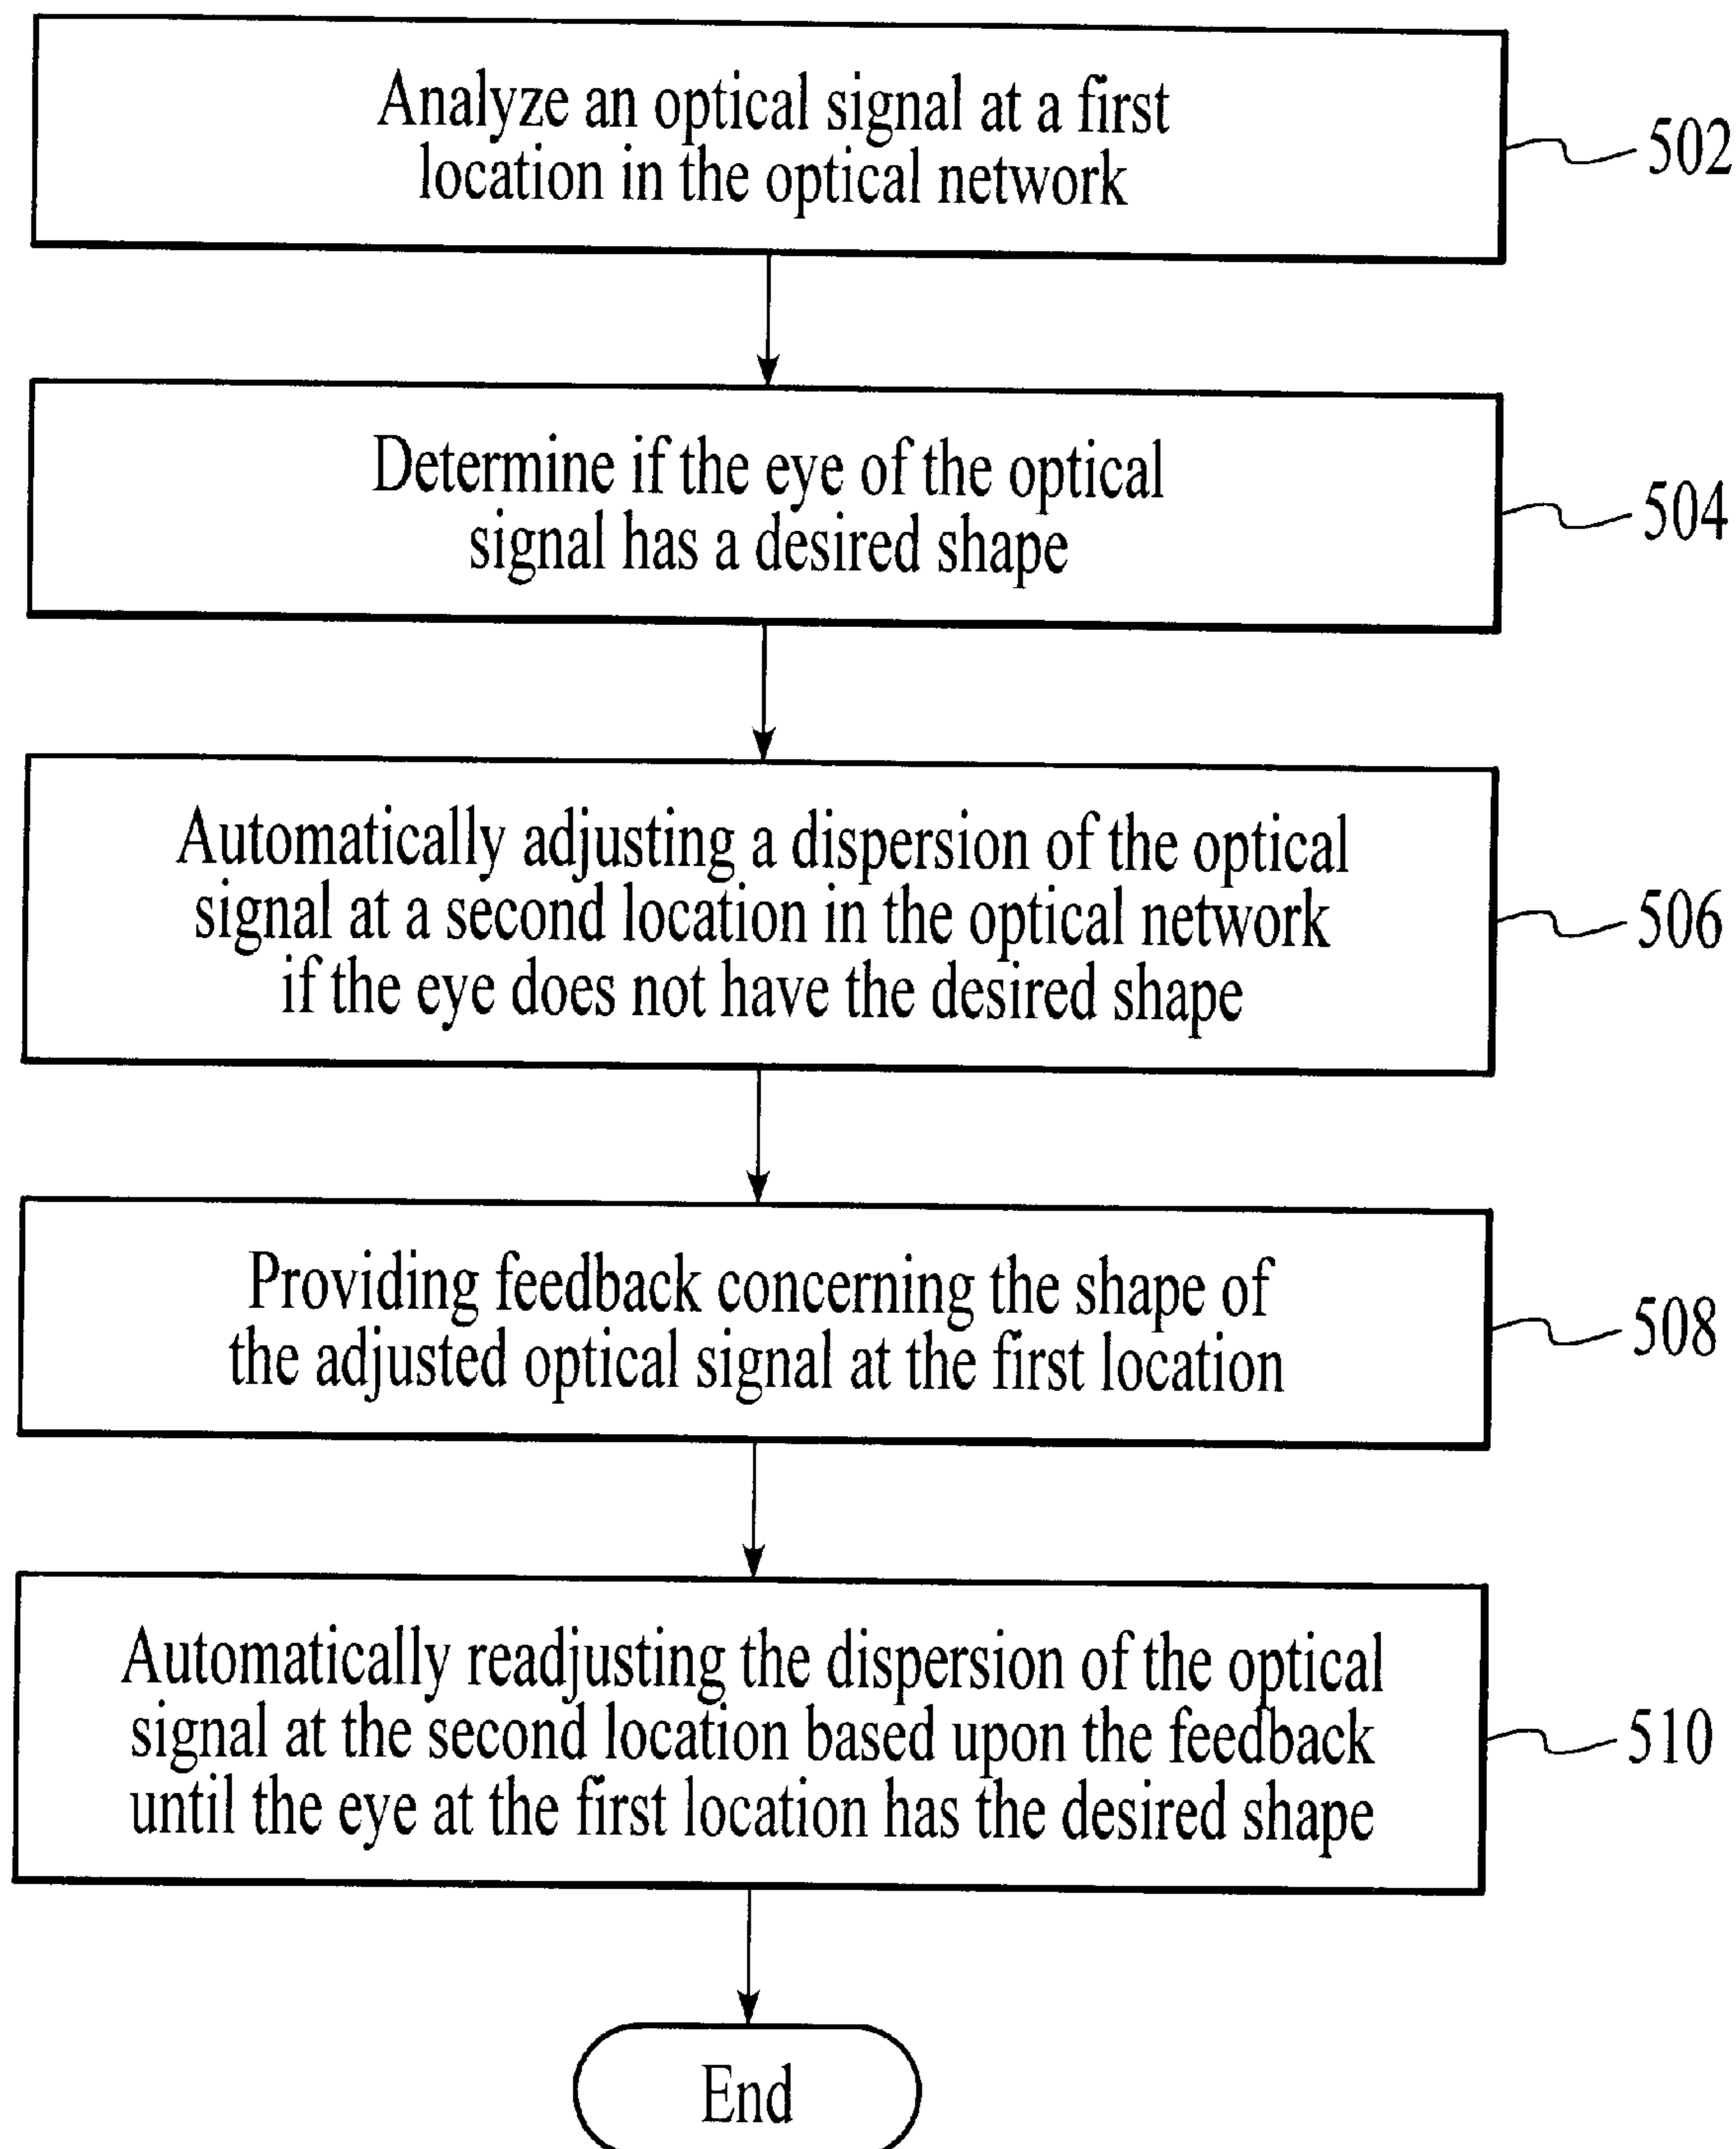 Analyze an optical signal at a first
location in the optical network
502
Determine if the eye of the optical
signal has a desired shape
504
Automatically adjusting a dispersion of the optical
signal at a second location in the optical network
if the eye does not have the desired shape
506
Providing feedback concerning the shape of
the adjusted optical signal at the first location
508
Automatically readjusting the dispersion of the optical
signal at the second location based upon the feedback
until the eye at the first location has the desired shape
510
End